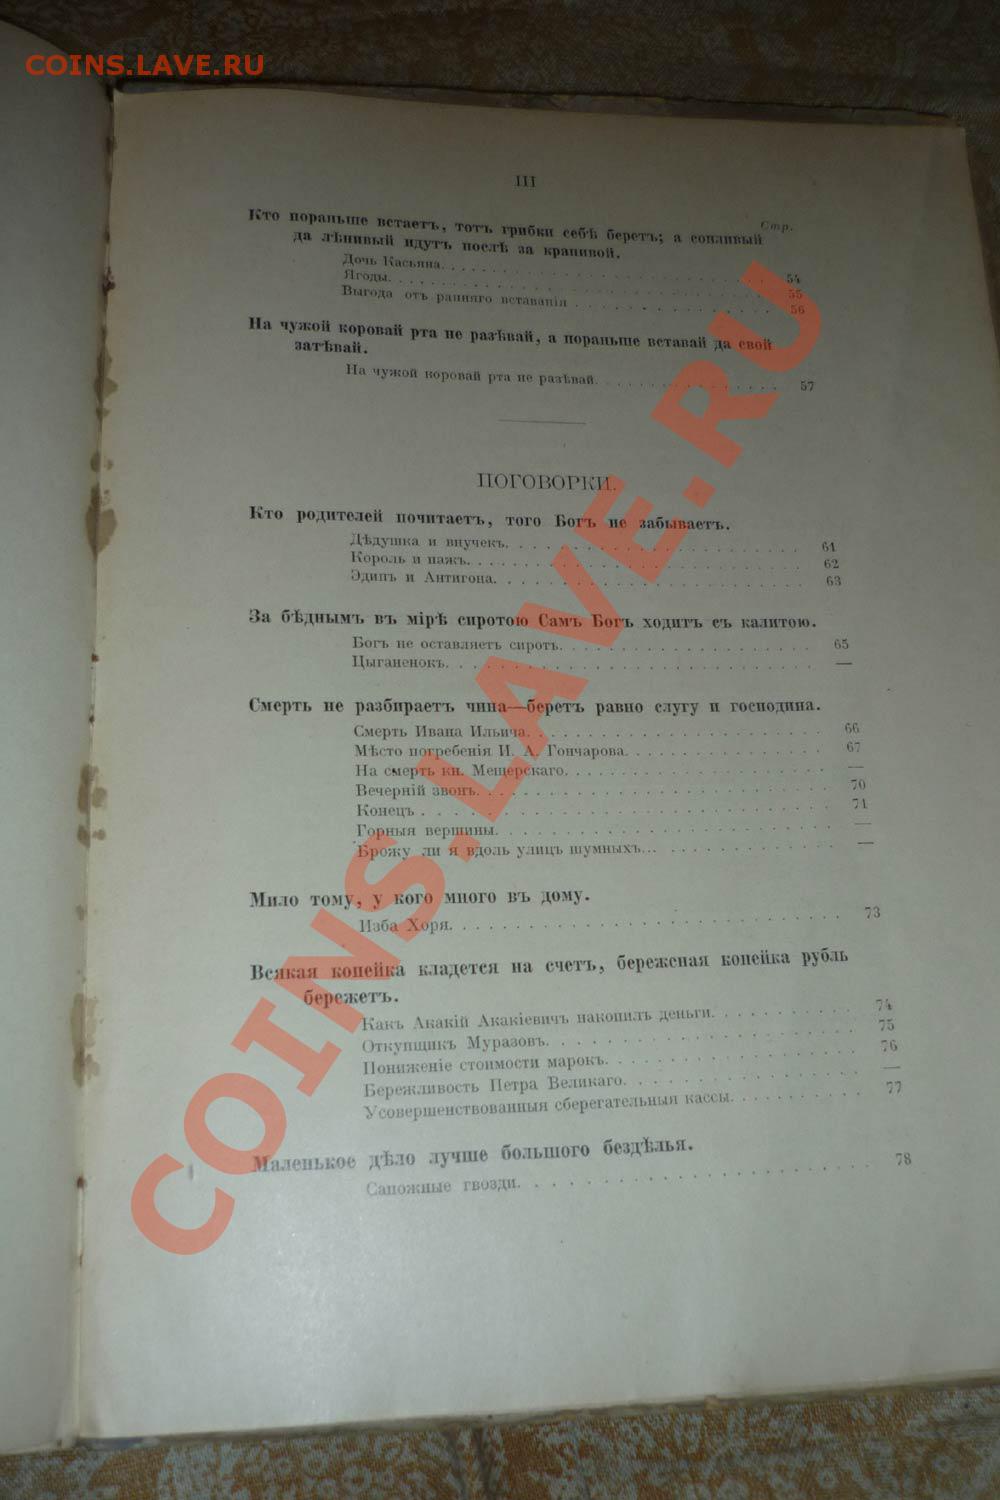 COINS.LAVE.RU
III
Стр.
Кто пораньше встаетъ, тотъ грибки себѣ беретъ; а сонливый
да лѣнивый идутъ послѣ за крапивой.
Дочь Касьяна. 54
Ягоды. 55
Выгода отъ ранняго вставанія 56
На чужой коровай рта не разѣвай, а пораньше вставай да свой
затѣвай.
На чужой коровай рта не разѣвай. 57
ПОГОВОРКИ.
Кто родителей почитаетъ, того Богъ не забываетъ.
Дѣдушка и внучекъ. 61
Король и пажъ. 62
Эдипъ и Антигона. 63
За бѣднымъ въ мірѣ сиротою Самъ Богъ ходитъ съ калитою.
Богъ не оставляетъ сиротъ. 65
Цыганенокъ. —
Смерть не разбираетъ чина—беретъ равно слугу и господина.
Смерть Ивана Ильича. 66
Мѣсто погребенія И. А. Гончарова. 67
На смерть кн. Мещерскаго. —
Вечерній звонъ. 70
Конецъ 71
Горныя вершины. —
Брожу ли я вдоль улицъ шумныхъ... —
Мило тому, у кого много въ дому.
Изба Хоря. 73
Всякая копейка кладется на счетъ, бережсная копейка рубль
бережетъ.
Какъ Акакій Акакіевичъ накопилъ деньги. 74
Откупщикъ Муразовъ. 75
Пониженіе стоимости марокъ. 76
Бережливость Петра Великаго. —
Усовершенствованныя сберегательныя кассы. 77
Маленькое дѣло лучше большого бездѣлья.
Сапожные гвозди. 78
COINS.LAVE.RU